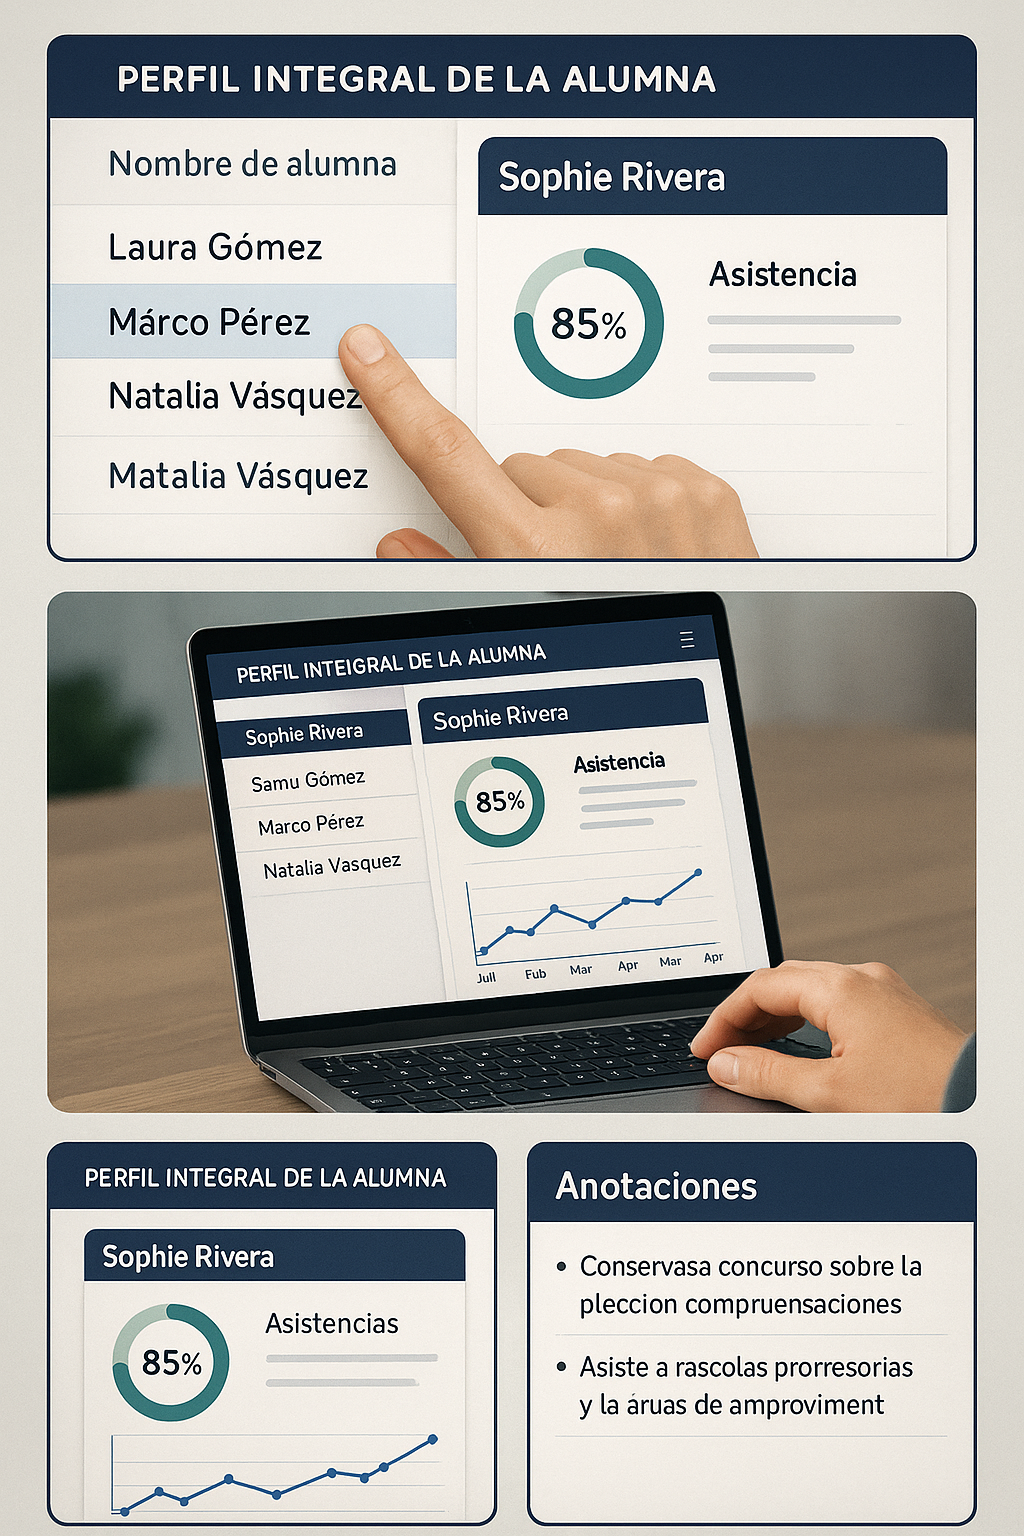 PERFIL INTEGRAL DE LA ALUMNA
Nombre de alumna
Laura Gómez
Márco Pérez
Natalia Vásquez
Matalia Vásquez
Sophie Rivera
85%
Asistencia
PERFIL INTEIGRAL DE LA ALUMNA
Sophie Rivera
Samu Gómez
Marco Pérez
Natalia Vasquez
Sophie Rivera
85%
Asistencia
Jull Fub Mar Apr Mar Apr
PERFIL INTEGRAL DE LA ALUMNA
Sophie Rivera
85%
Asistencias
Anotaciones
• Conservasa concurso sobre la
pleccion compruensaciones
• Asiste a rascolas prorresorias
y la áruas de amproviment